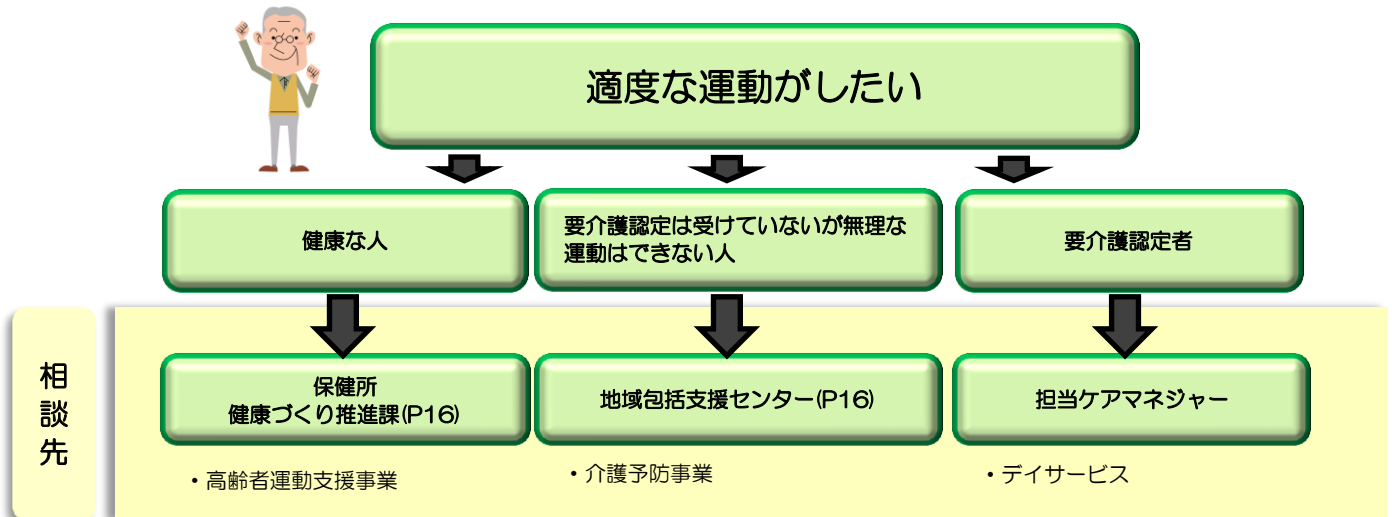 適度な運動がしたい
健康な人
要介護認定は受けていないが無理な
運動はできない人
要介護認定者
相談先
保健所
健康づくり推進課(P16)
地域包括支援センター(P16)
担当ケアマネジャー
・高齢者運動支援事業
・介護予防事業
・デイサービス